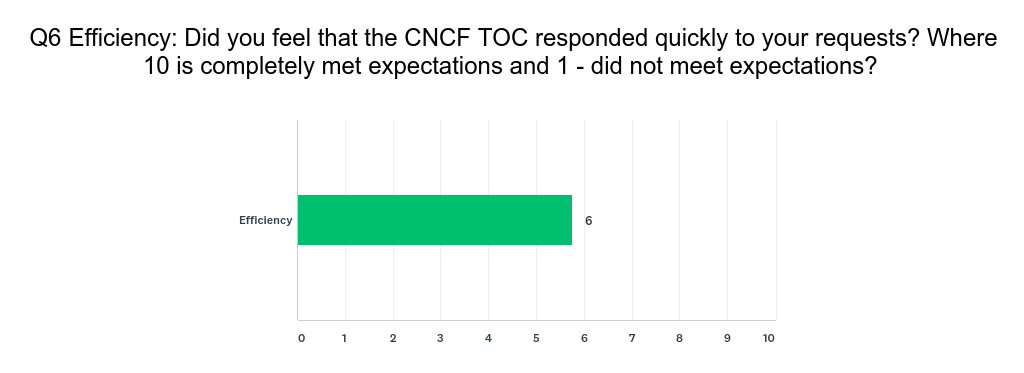 Q6 Efficiency: Did you feel that the CNCF TOC responded quickly to your requests? Where
10 is completely met expectations and 1 - did not meet expectations?
Efficiency
6
0 1 2 3 4 5 6 7 8 9 10